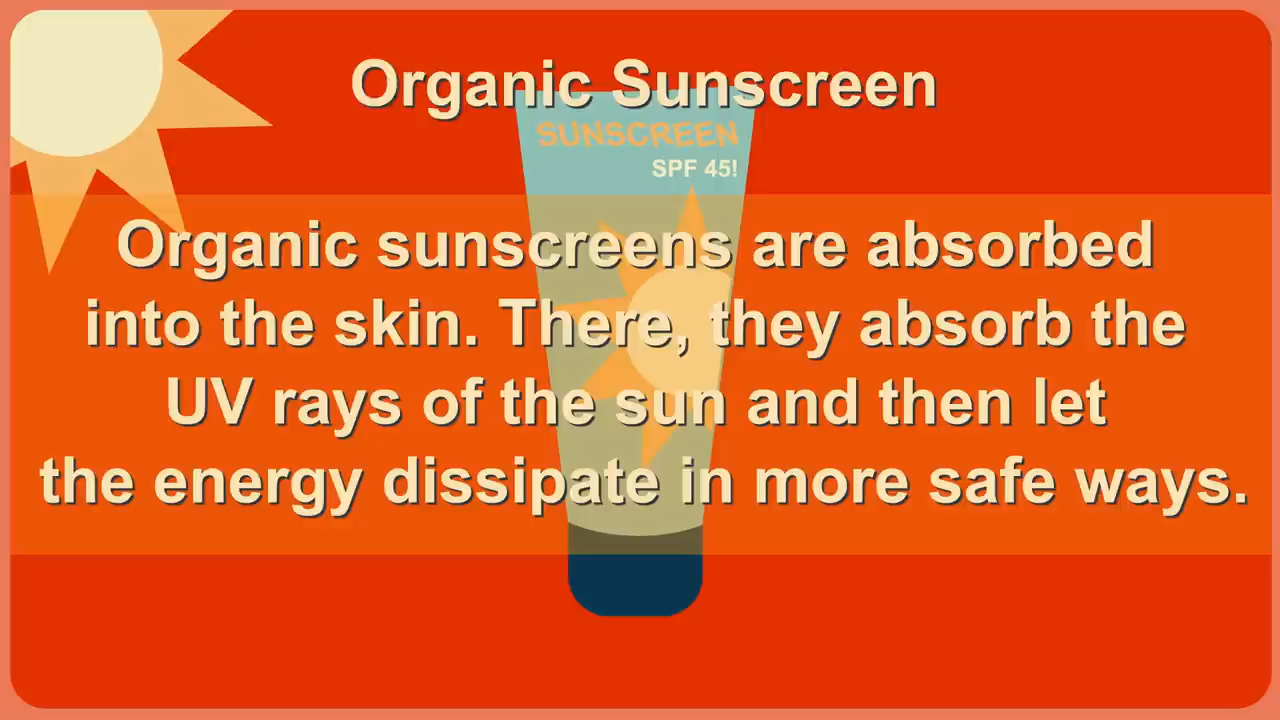 Organic Sunscreen
SUNSCREEN
SPF 45!
Organic sunscreens are absorbed
into the skin. There, they absorb the
UV rays of the sun and then let
the energy dissipate in more safe ways.